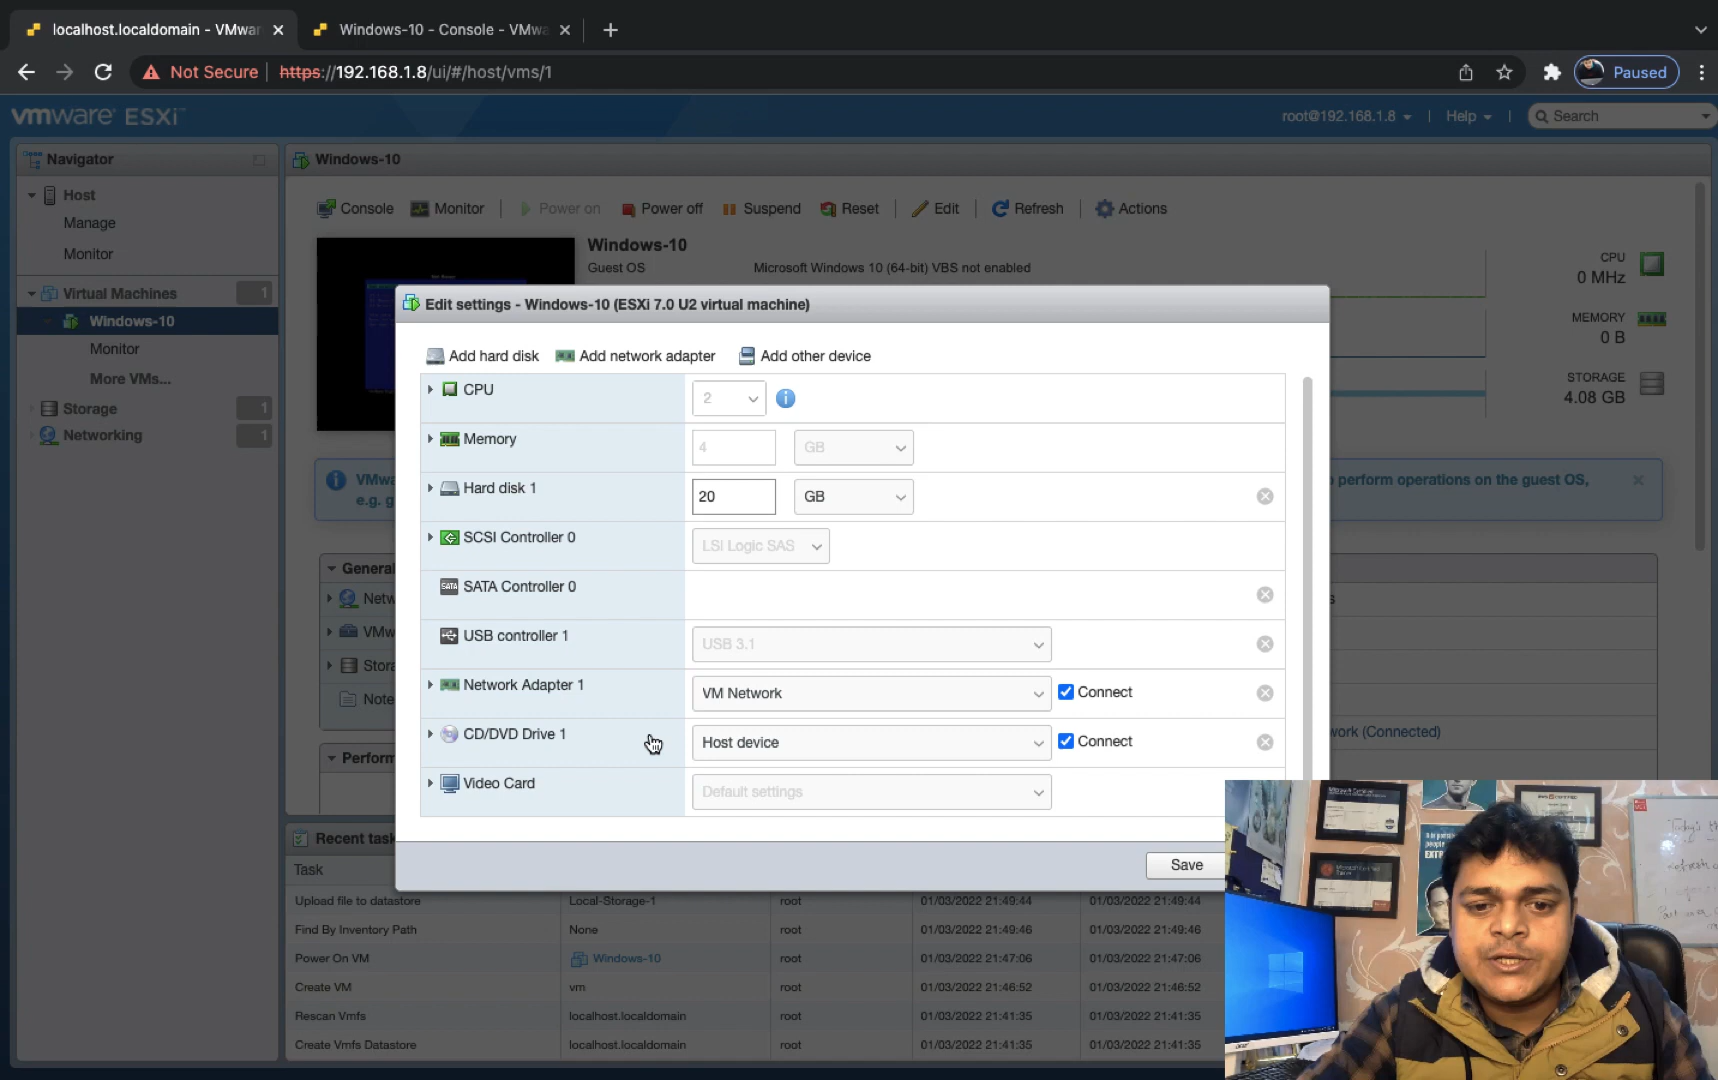 localhost.localdomain - VMwar
Windows-10 - Console - VMwa
Not Secure
https://192.168.1.8/ui/#/host/vms/1
Paused
vmware ESXi
root@192.168.1.8
Help
Search
Navigator
Windows-10
Host
Manage
Monitor
Virtual Machines 1
Windows-10
Monitor
More VMs...
Storage 1
Networking 1
Console
Monitor
Power on
Power off
Suspend
Reset
Edit
Refresh
Actions
Windows-10
Guest OS Microsoft Windows 10 (64-bit) VBS not enabled
CPU
0 MHz
MEMORY
0 B
STORAGE
4.08 GB
VMwa
e.g. g
o perform operations on the guest OS,
Edit settings - Windows-10 (ESXi 7.0 U2 virtual machine)
Add hard disk
Add network adapter
Add other device
CPU 2
Memory 4 GB
Hard disk 1 20 GB
SCSI Controller 0 LSI Logic SAS
SATA
SATA Controller 0
USB controller 1 USB 3.1
Network Adapter 1 VM Network Connect
CD/DVD Drive 1 Host device Connect
Video Card Default settings
Save
General
Netw
VMw
Stora
Note
Perform
s
work (Connected)
Recent task
Task
Upload file to datastore Local-Storage-1 root 01/03/2022 21:49:44 01/03/2022 21:49:44
Find By Inventory Path None root 01/03/2022 21:49:46 01/03/2022 21:49:46
Power On VM Windows-10 root 01/03/2022 21:47:06 01/03/2022 21:47:06
Create VM vm root 01/03/2022 21:46:52 01/03/2022 21:46:52
Rescan Vmfs localhost.localdomain root 01/03/2022 21:41:35 01/03/2022 21:41:35
Create Vmfs Datastore localhost.localdomain root 01/03/2022 21:41:35 01/03/2022 21:41:35